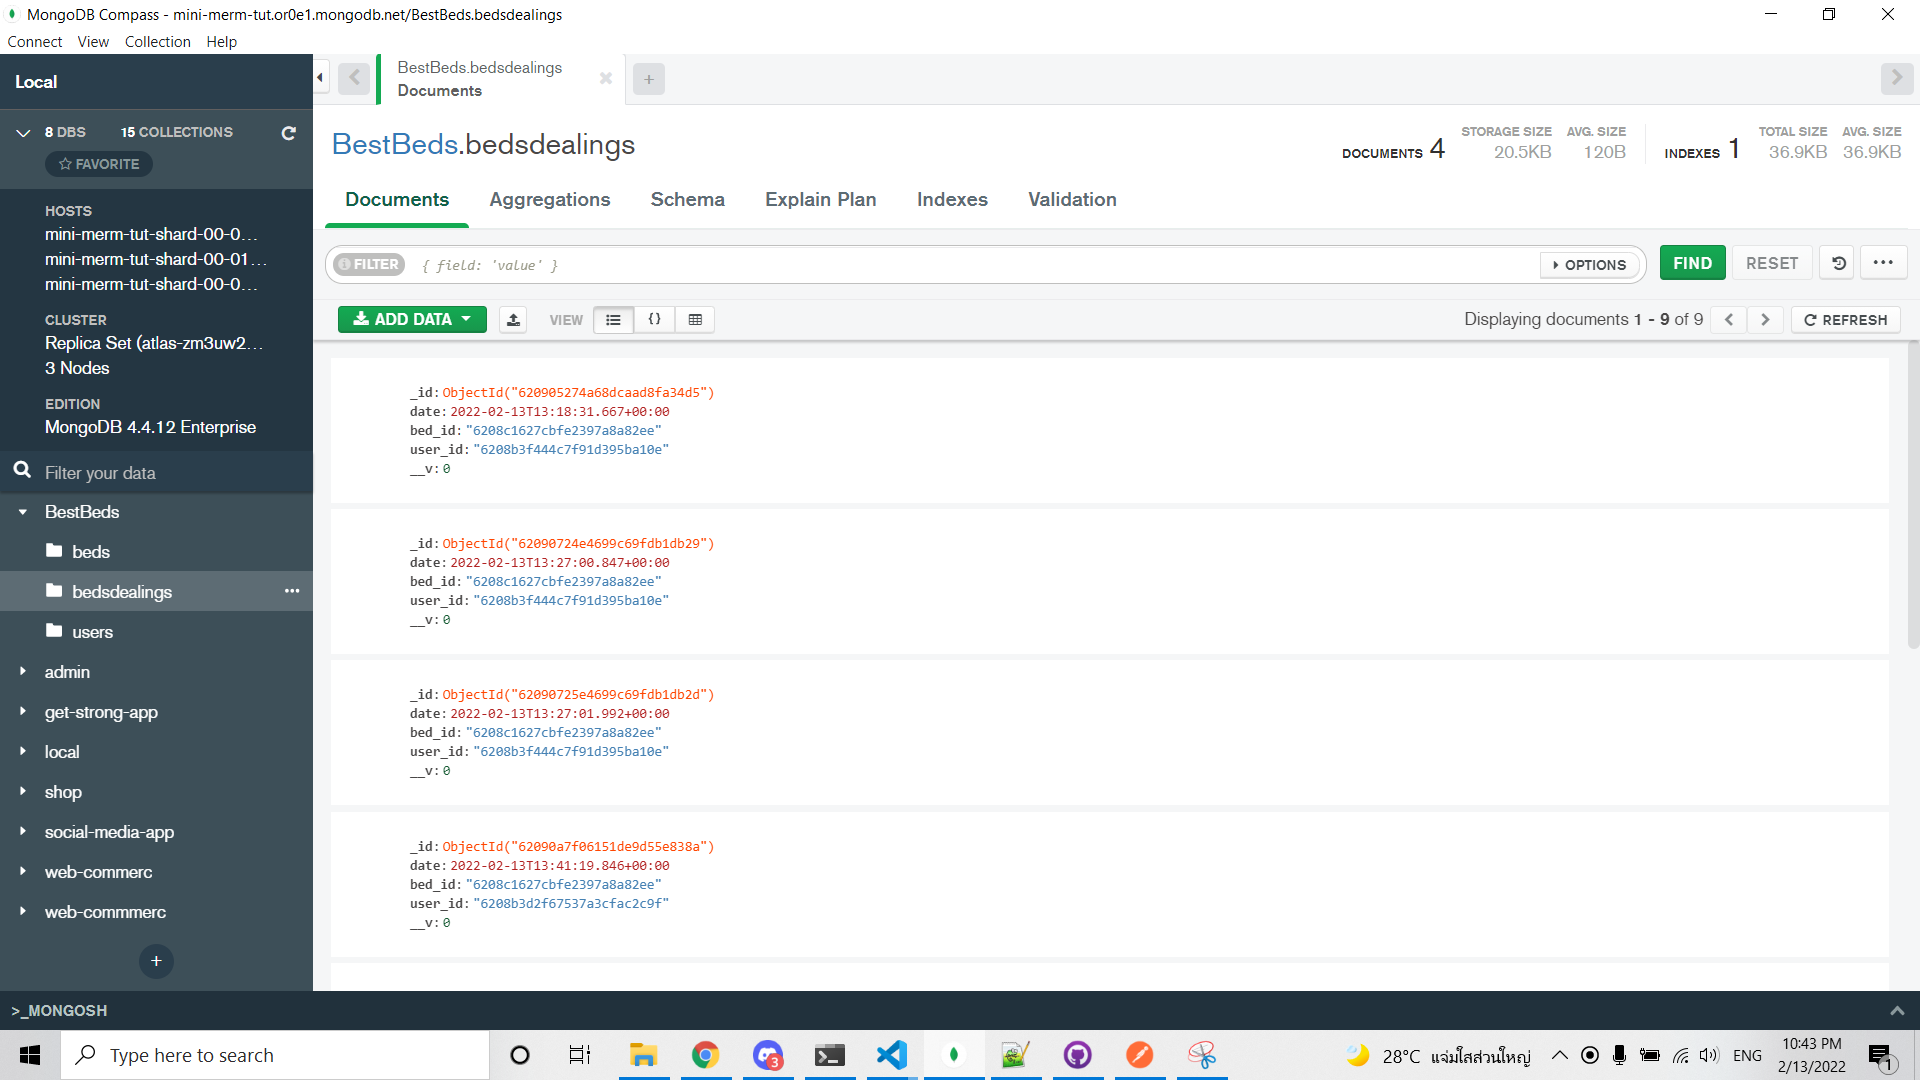 MongoDB Compass - mini-merm-tut.or0e1.mongodb.net/BestBeds.bedsdealings
Connect View Collection Help
Local
8 DBS 15 COLLECTIONS
FAVORITE
HOSTS
mini-merm-tut-shard-00-0...
mini-merm-tut-shard-00-01...
mini-merm-tut-shard-00-0...
CLUSTER
Replica Set (atlas-zm3uw2...
3 Nodes
EDITION
MongoDB 4.4.12 Enterprise
Filter your data
BestBeds
beds
bedsdealings
users
admin
get-strong-app
local
shop
social-media-app
web-commerc
web-commmerc
+
BestBeds.bedsdealings
Documents
+
BestBeds.bedsdealings
DOCUMENTS 4
STORAGE SIZE
20.5KB
AVG. SIZE
120B
INDEXES 1
TOTAL SIZE
36.9KB
AVG. SIZE
36.9KB
Documents Aggregations Schema Explain Plan Indexes Validation
FILTER { field: 'value' } OPTIONS FIND RESET
ADD DATA VIEW {} Displaying documents 1 - 9 of 9 REFRESH
_id: ObjectId("620905274a68dcaad8fa34d5")
date: 2022-02-13T13:18:31.667+00:00
bed_id: "6208c1627cbfe2397a8a82ee"
user_id: "6208b3f444c7f91d395ba10e"
__v: 0
_id: ObjectId("62090724e4699c69fdb1db29")
date: 2022-02-13T13:27:00.847+00:00
bed_id: "6208c1627cbfe2397a8a82ee"
user_id: "6208b3f444c7f91d395ba10e"
__v: 0
_id: ObjectId("62090725e4699c69fdb1db2d")
date: 2022-02-13T13:27:01.992+00:00
bed_id: "6208c1627cbfe2397a8a82ee"
user_id: "6208b3f444c7f91d395ba10e"
__v: 0
_id: ObjectId("62090a7f06151de9d55e838a")
date: 2022-02-13T13:41:19.846+00:00
bed_id: "6208c1627cbfe2397a8a82ee"
user_id: "6208b3d2f67537a3cfac2c9f"
__v: 0
>_MONGOSH
Type here to search
3
28°C แจ่มใสส่วนใหญ่
ENG
10:43 PM
2/13/2022
1